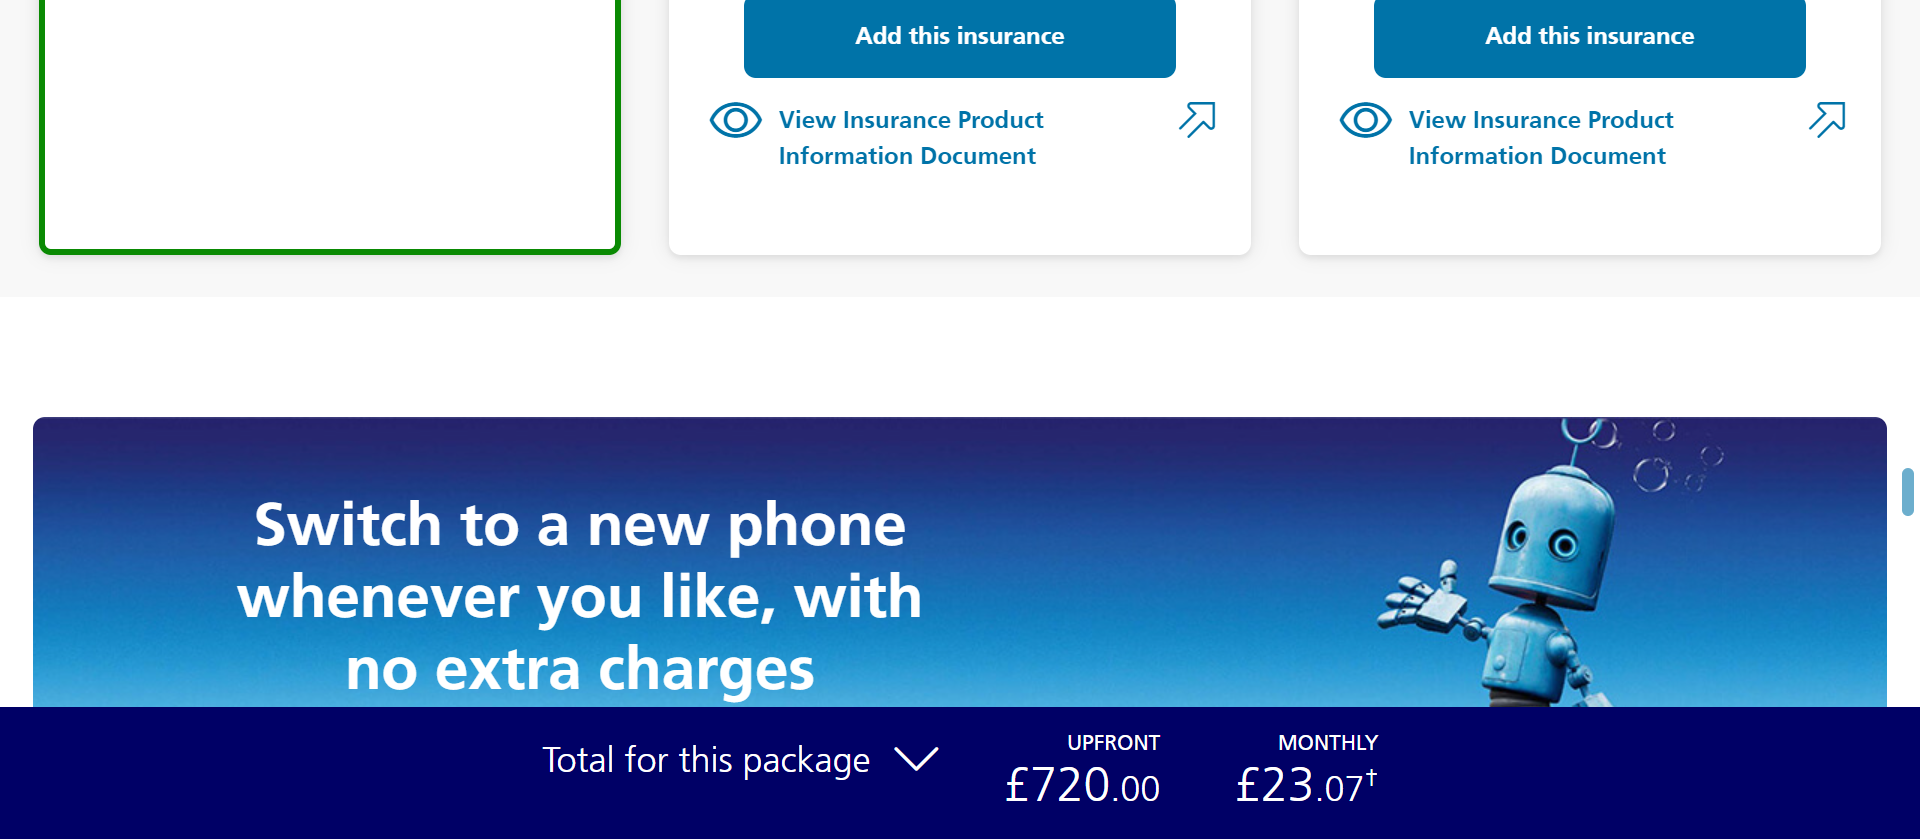 Add this insurance
View Insurance Product
Information Document
Add this insurance
View Insurance Product
Information Document
Switch to a new phone
whenever you like, with
no extra charges
Total for this package
UPFRONT
£720.00
MONTHLY
£23.07†